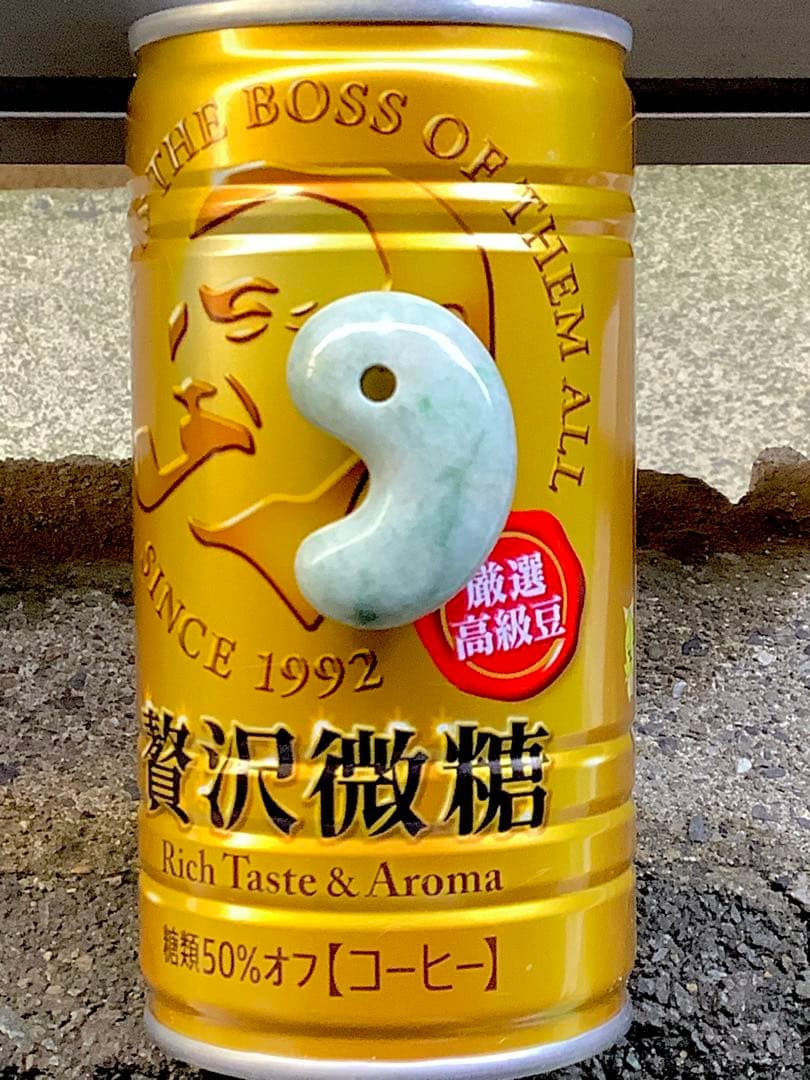 THE BOSS OF THEM ALL
SINCE 1992
厳選
高級豆
贅沢微糖
Rich Taste & Aroma
糖類50%オフ【コーヒー】